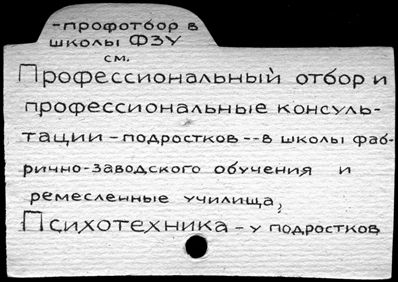 -профотбор в
школы ФЗУ
см.
Профессиональный отбор и
профессиональные консуль-
тации - подростков -- в школы фаб-
рично-заводского обучения и
ремесленные училища;
Психотехника - у подростков